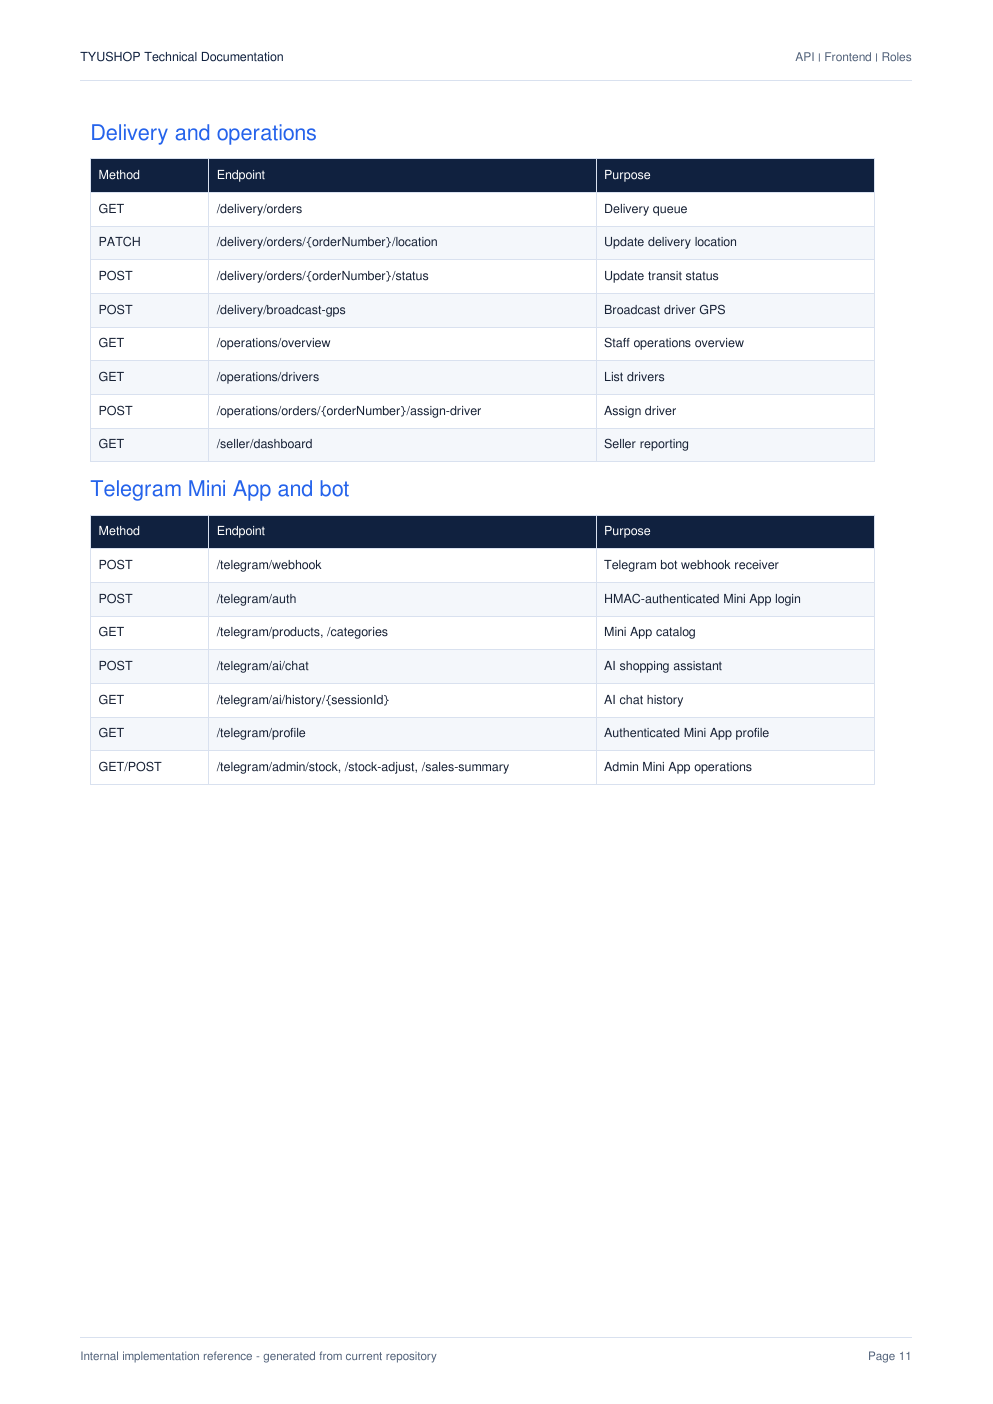 TYUSHOP Technical Documentation API | Frontend | Roles
Delivery and operations
Method Endpoint Purpose
GET /delivery/orders Delivery queue
PATCH /delivery/orders/{orderNumber}/location Update delivery location
POST /delivery/orders/{orderNumber}/status Update transit status
POST /delivery/broadcast-gps Broadcast driver GPS
GET /operations/overview Staff operations overview
GET /operations/drivers List drivers
POST /operations/orders/{orderNumber}/assign-driver Assign driver
GET /seller/dashboard Seller reporting
Telegram Mini App and bot
Method Endpoint Purpose
POST /telegram/webhook Telegram bot webhook receiver
POST /telegram/auth HMAC-authenticated Mini App login
GET /telegram/products, /categories Mini App catalog
POST /telegram/ai/chat AI shopping assistant
GET /telegram/ai/history/{sessionId} AI chat history
GET /telegram/profile Authenticated Mini App profile
GET/POST /telegram/admin/stock, /stock-adjust, /sales-summary Admin Mini App operations
Internal implementation reference - generated from current repository Page 11